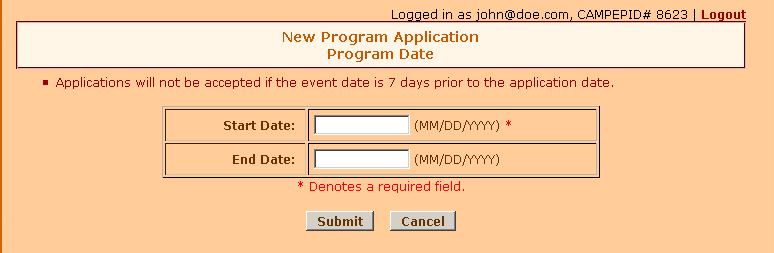 Logged in as john@doe.com, CAMPEPID# 8623 | Logout
New Program Application
Program Date
Applications will not be accepted if the event date is 7 days prior to the application date.
Start Date: (MM/DD/YYYY) *
End Date: (MM/DD/YYYY)
* Denotes a required field.
Submit Cancel